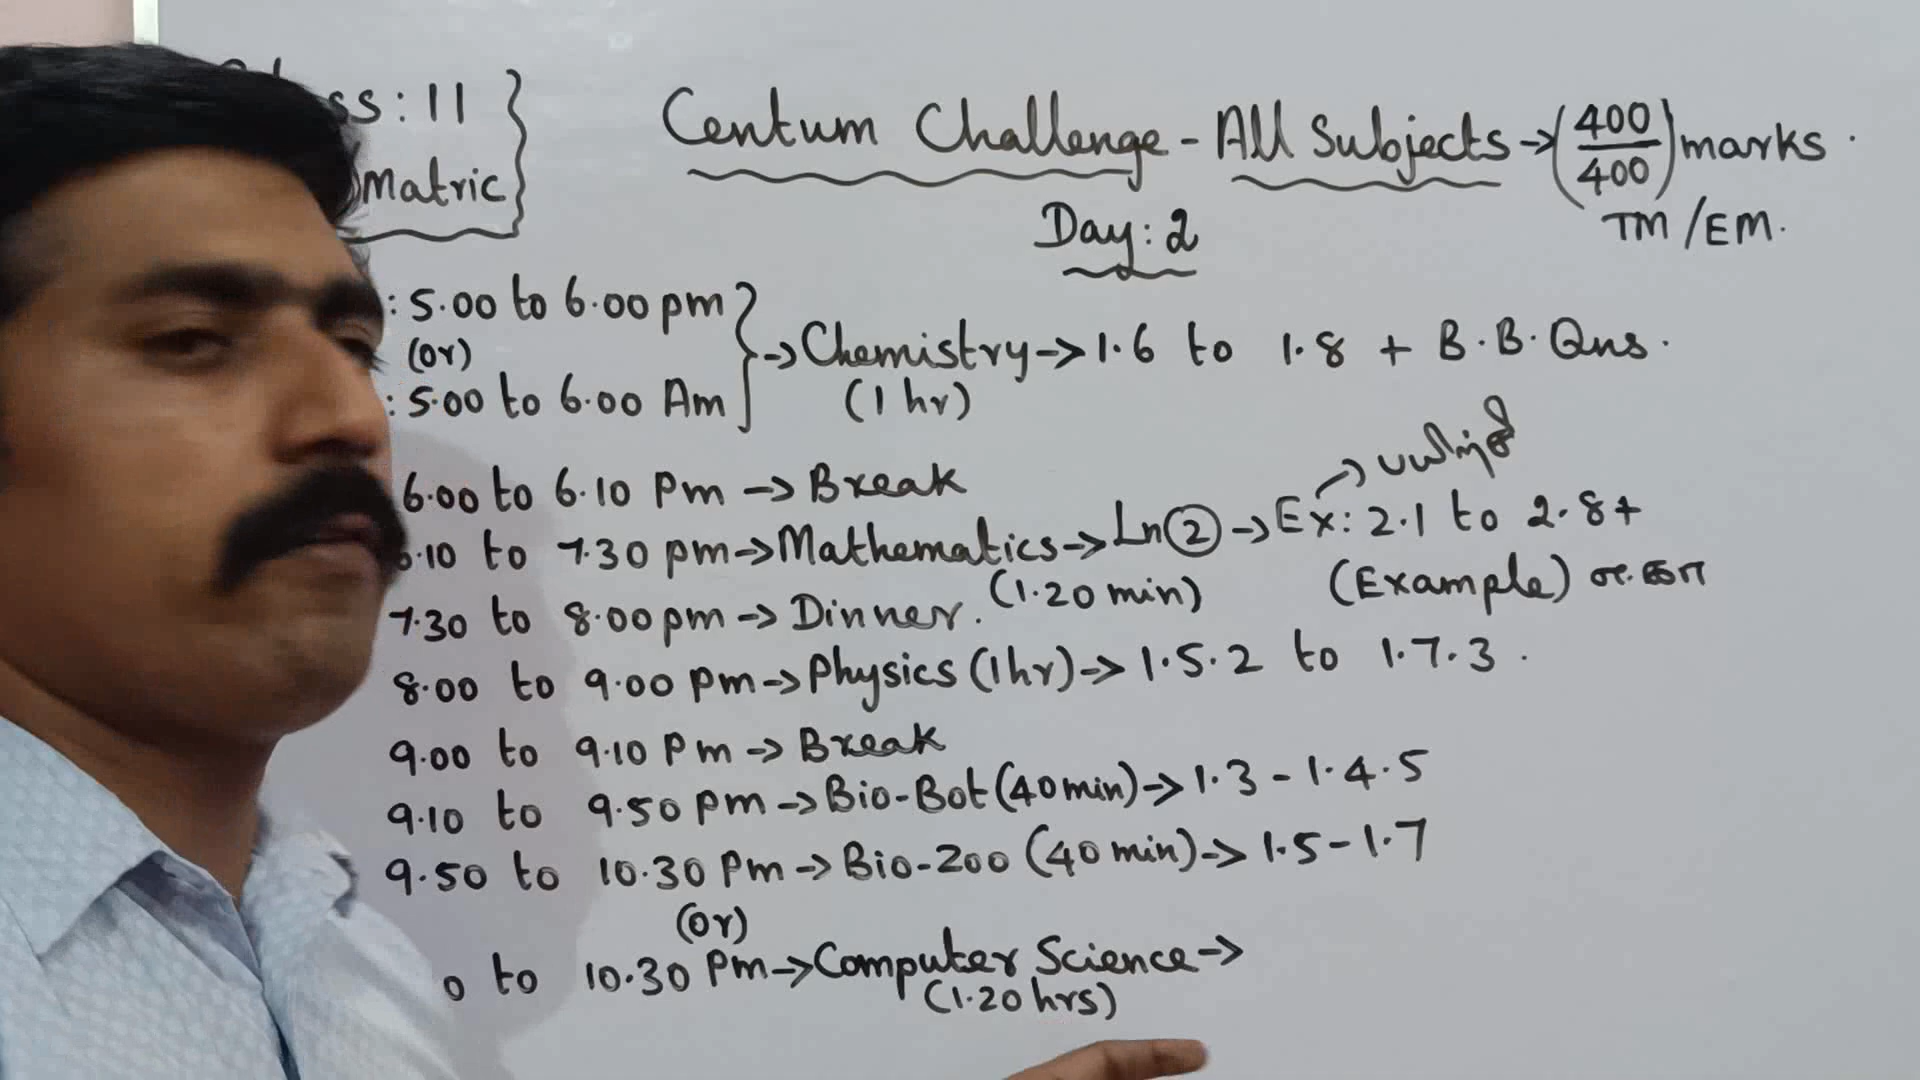 ss : 11
Matric
Centum Challenge - All Subjects → (400/400) marks.
TM / EM.
Day : 2
: 5.00 to 6.00 pm
(or)
: 5.00 to 6.00 Am
→ Chemistry → 1.6 to 1.8 + B.B. Qns.
(1 hr)
6.00 to 6.10 Pm → Break
6.10 to 7.30 pm → Mathematics → Ln ② → Ex : 2.1 to 2.8 +
(1.20 min)
(Example) எ.கா
7.30 to 8.00 pm → Dinner.
8.00 to 9.00 pm → Physics (1hr) → 1.5.2 to 1.7.3.
9.00 to 9.10 Pm → Break
9.10 to 9.50 pm → Bio-Bot (40 min) → 1.3 - 1.4.5
9.50 to 10.30 Pm → Bio-Zoo (40 min) → 1.5 - 1.7
(or)
0 to 10.30 Pm → Computer Science →
(1.20 hrs)